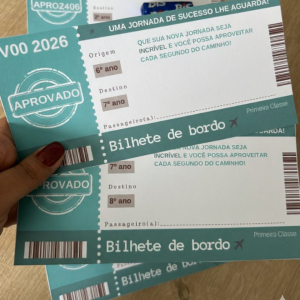 APROZ406
UMA JORNADA DE SUCESSO LHE AGUARDA!
V00 2026
APROVADO
Origem
6º ano
Destino
7º ano
Passageiro(a):
QUE SUA NOVA JORNADA SEJA
INCRÍVEL E VOCÊ POSSA APROVEITAR
CADA SEGUNDO DO CAMINHO!
Primeira Classe
Bilhete de bordo
APROVADO
7º ano
Destino
8º ano
Passageiro(a):
NOVA JORNADA SEJA
INCRÍVEL E VOCÊ POSSA APROVEITAR
CADA SEGUNDO DO CAMINHO!
Primeira Classe
Bilhete de bordo
Bilhete de bordo